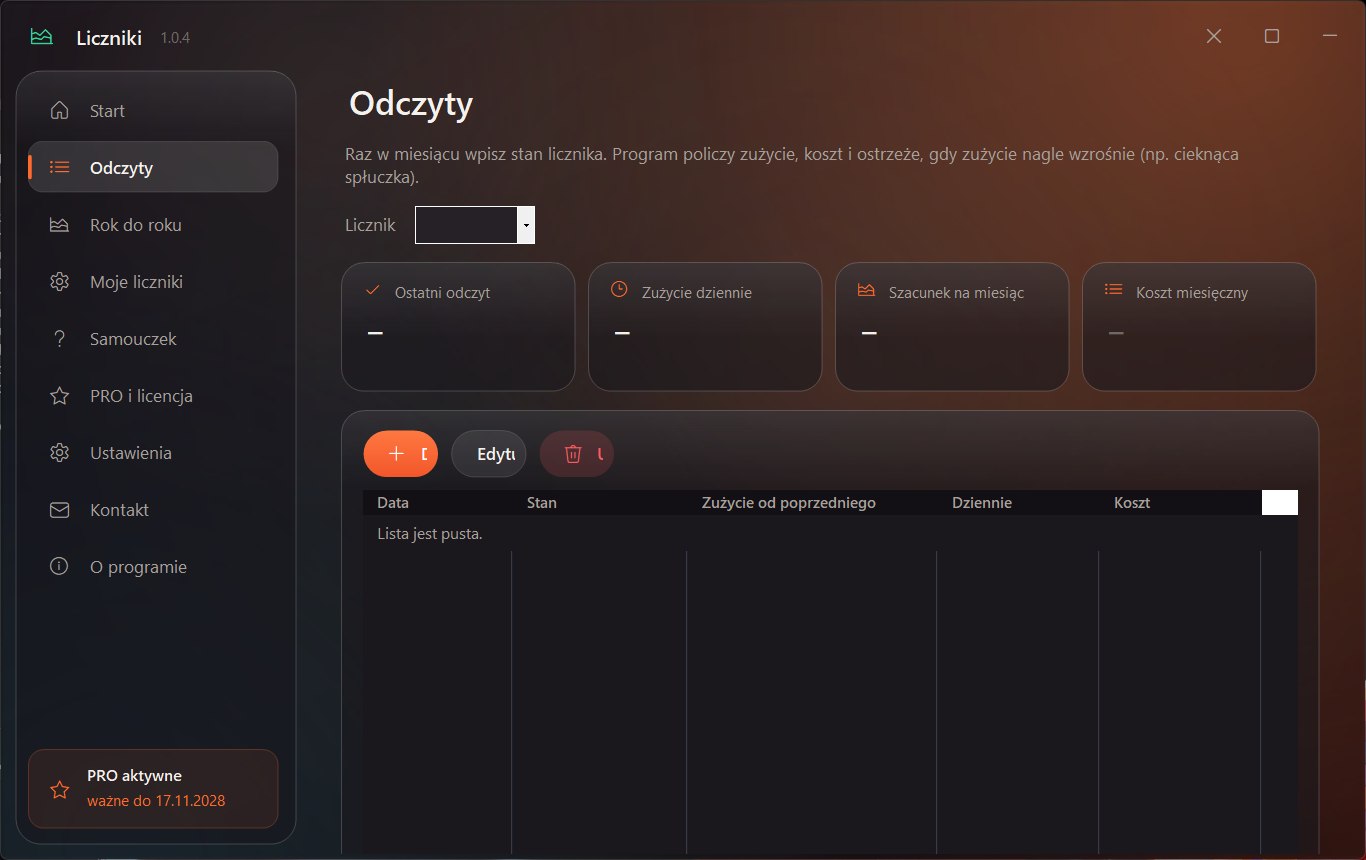 Liczniki 1.0.4
Start
Odczyty
Rok do roku
Moje liczniki
Samouczek
PRO i licencja
Ustawienia
Kontakt
O programie
PRO aktywne
ważne do 17.11.2028
Odczyty
Raz w miesiącu wpisz stan licznika. Program policzy zużycie, koszt i ostrzeże, gdy zużycie nagle wzrośnie (np. cieknąca
spłuczka).
Licznik
Ostatni odczyt
–
Zużycie dziennie
–
Szacunek na miesiąc
–
Koszt miesięczny
–
Edytu
Data Stan Zużycie od poprzedniego Dziennie Koszt
Lista jest pusta.